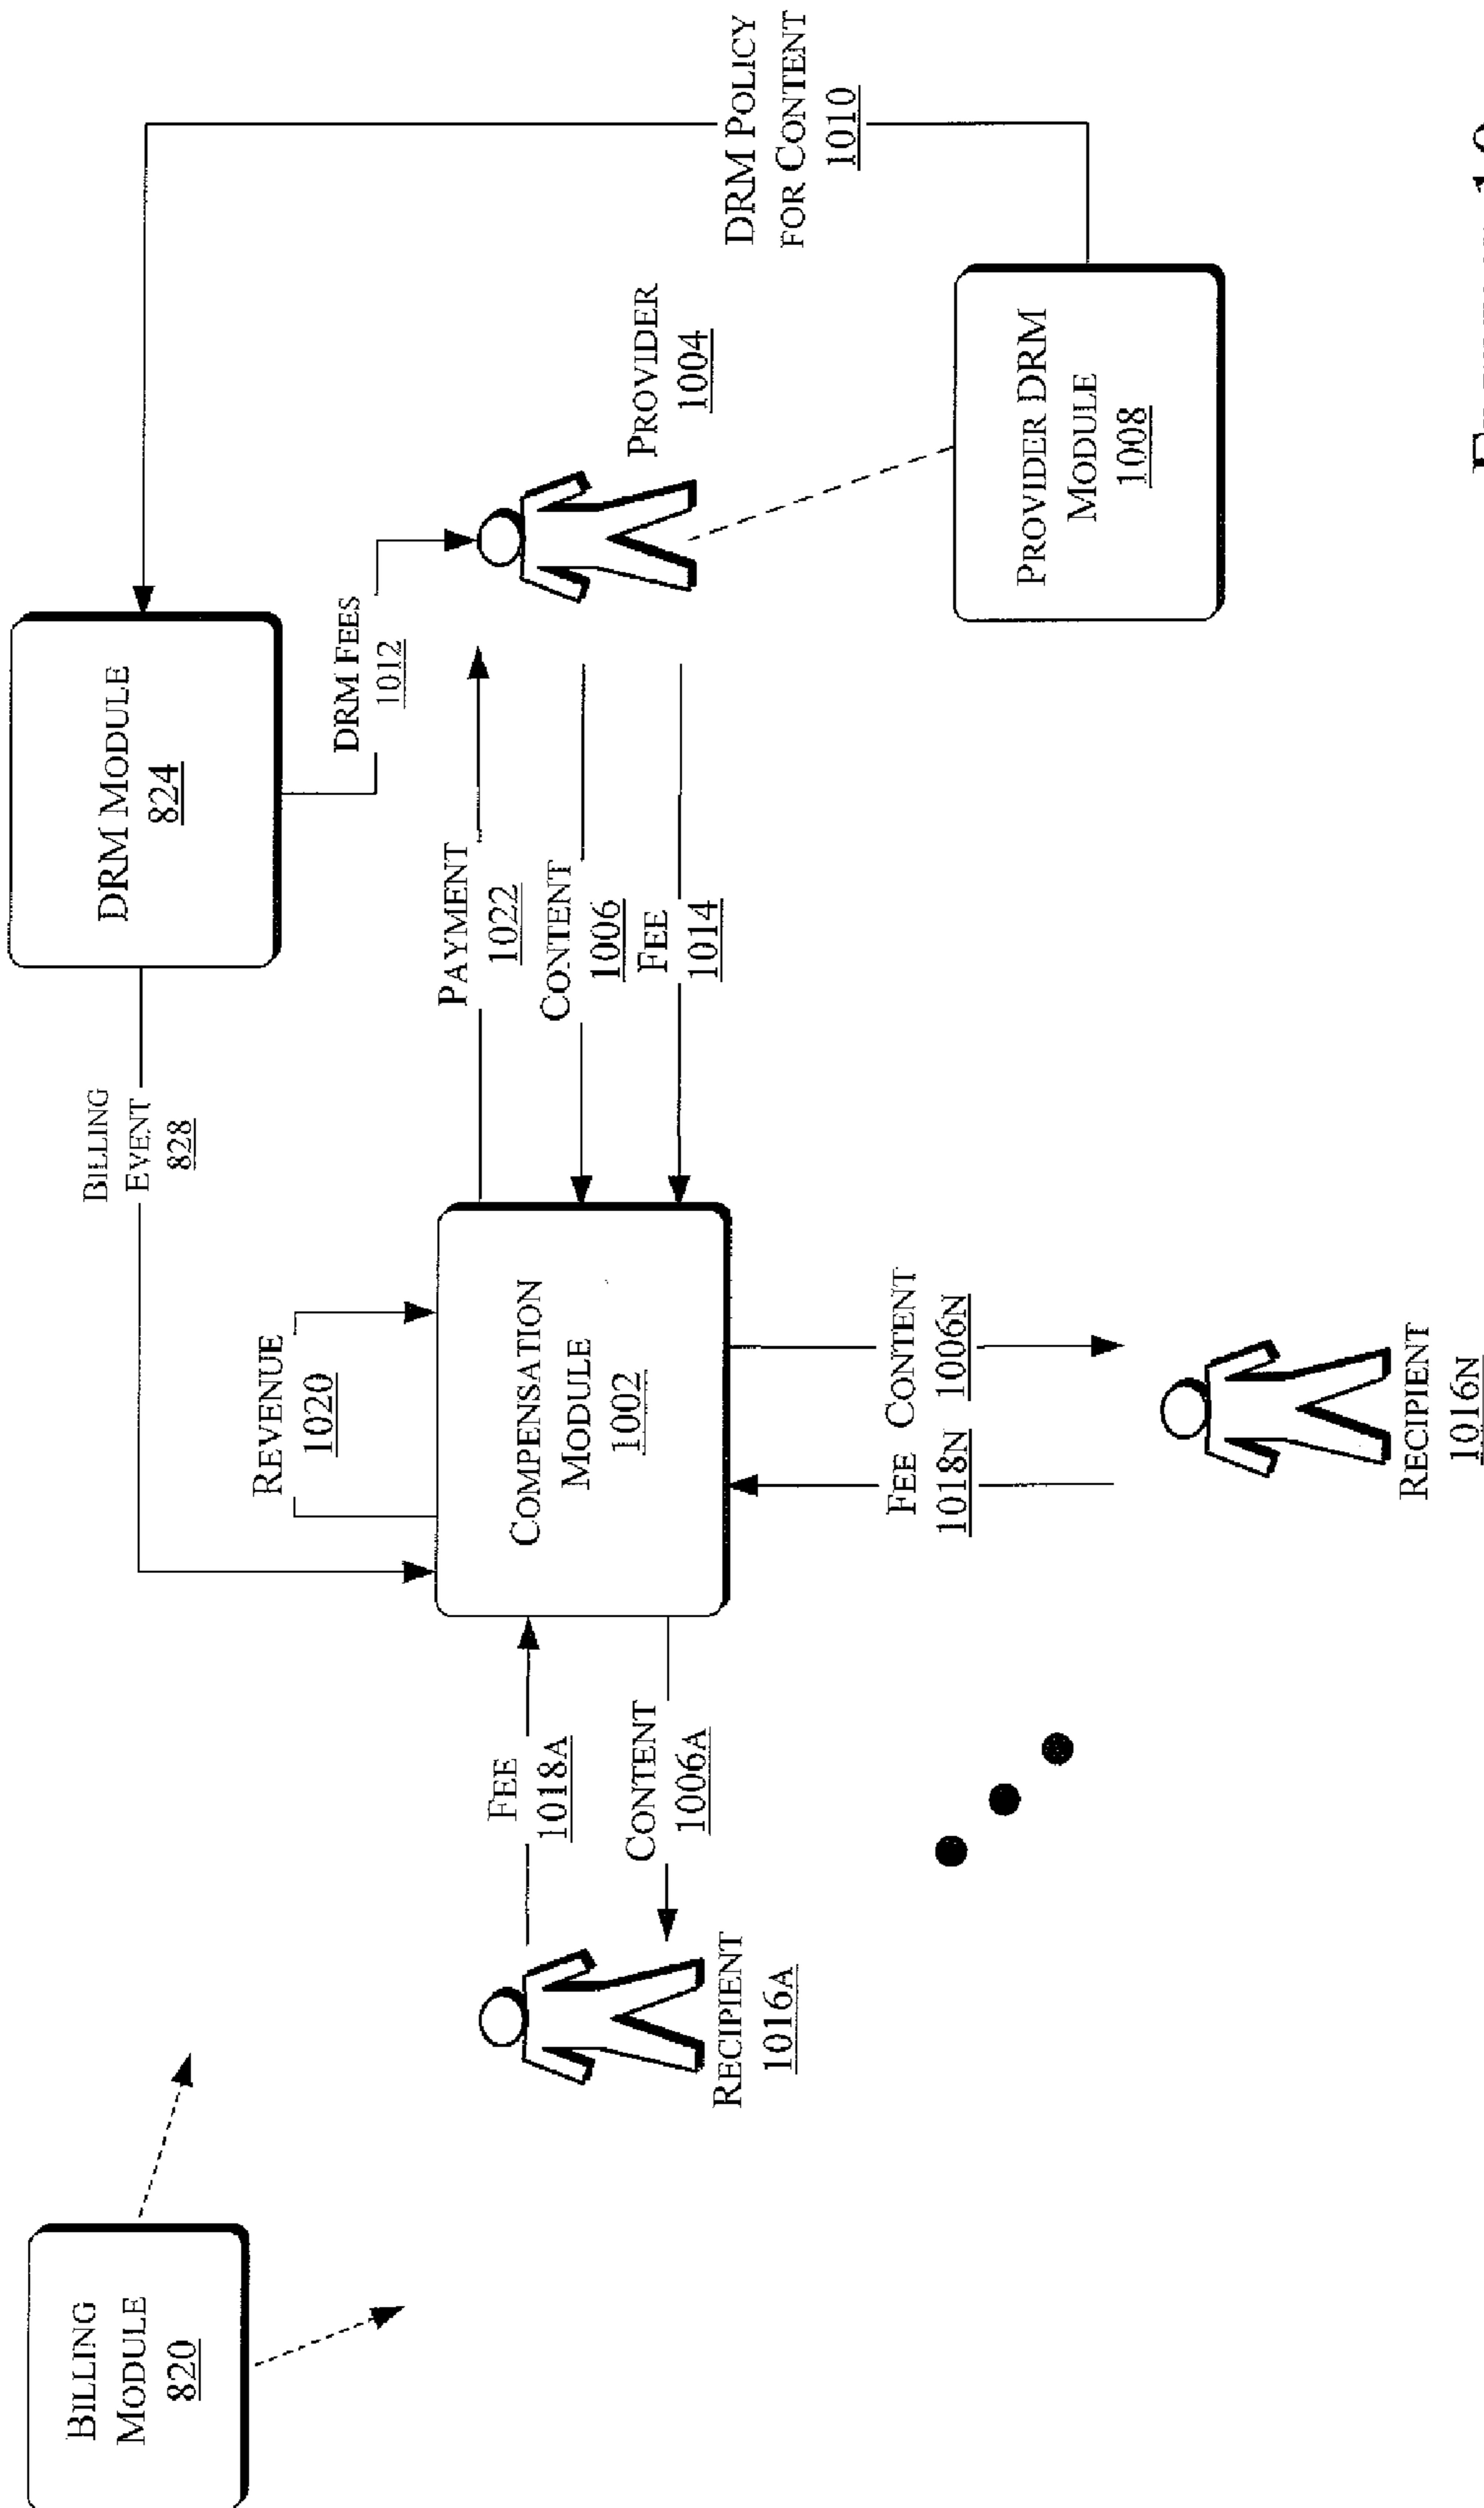 BILLING
MODULE
820
BILLING
EVENT
828
DRM MODULE
824
REVENUE
1020
DRM FEES
1012
COMPENSATION
MODULE
1002
PAYMENT
1022
CONTENT
1006
FEE
1014
PROVIDER
1004
DRM POLICY
FOR CONTENT
1010
FEE
1018A
CONTENT
1006A
RECIPIENT
1016A
FEE
1018N
CONTENT
1006N
RECIPIENT
1016N
PROVIDER DRM
MODULE
1008